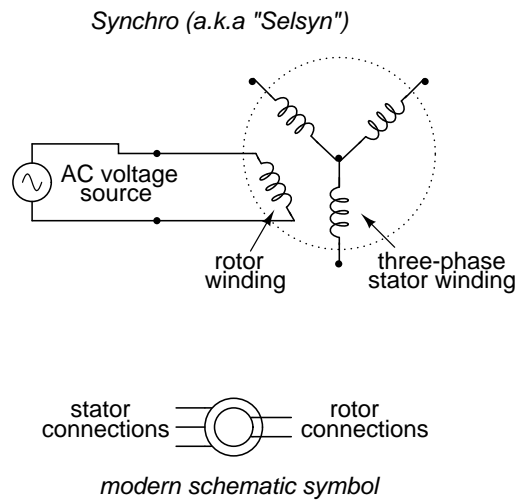 Synchro (a.k.a "Selsyn")
AC voltage
source
rotor
winding
three-phase
stator winding
stator
connections
rotor
connections
modern schematic symbol